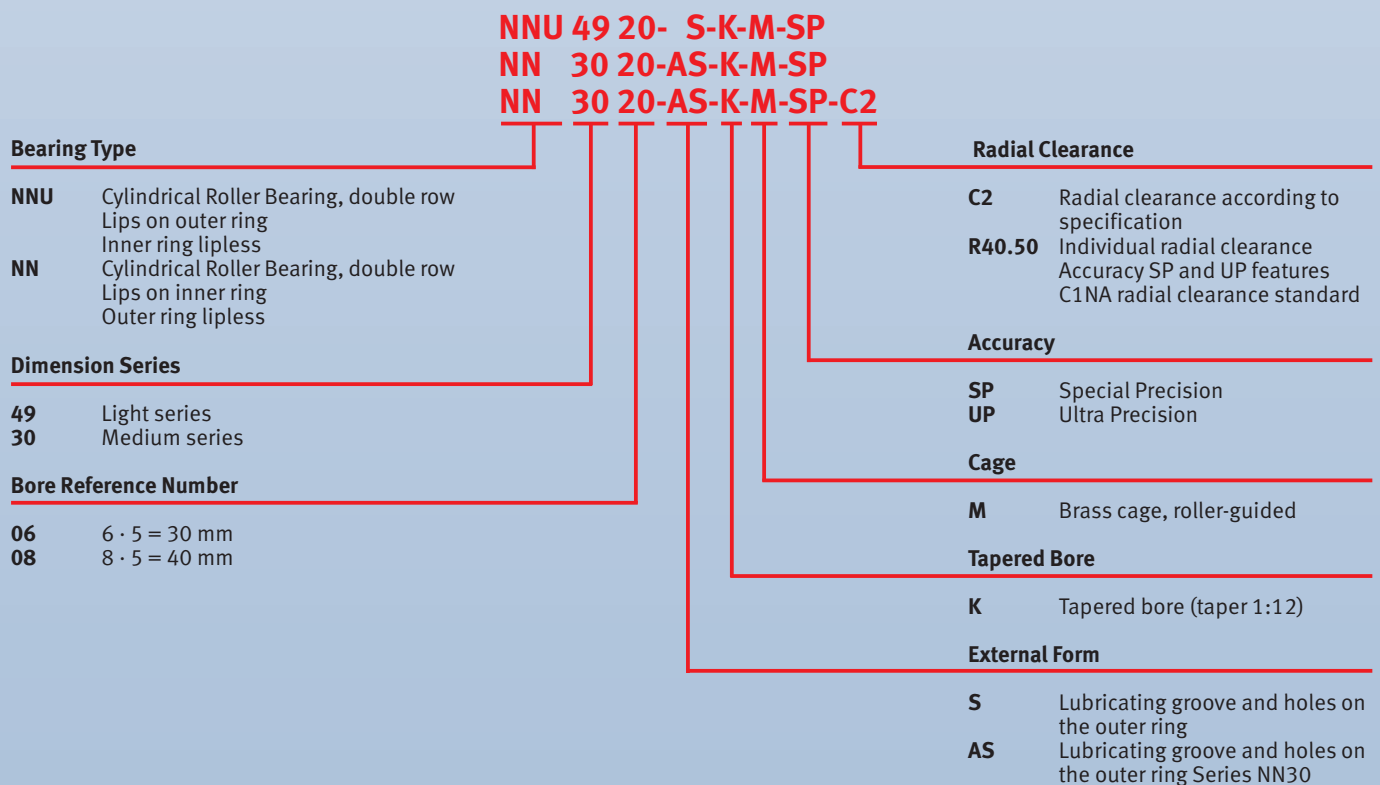 NNU 49 20- S-K-M-SP
NN 30 20-AS-K-M-SP
NN 30 20-AS-K-M-SP-C2
Bearing Type
NNU Cylindrical Roller Bearing, double row
Lips on outer ring
Inner ring lipless
NN Cylindrical Roller Bearing, double row
Lips on inner ring
Outer ring lipless
Dimension Series
49 Light series
30 Medium series
Bore Reference Number
06 6 · 5 = 30 mm
08 8 · 5 = 40 mm
Radial Clearance
C2 Radial clearance according to
specification
R40.50 Individual radial clearance
Accuracy SP and UP features
C1NA radial clearance standard
Accuracy
SP Special Precision
UP Ultra Precision
Cage
M Brass cage, roller-guided
Tapered Bore
K Tapered bore (taper 1:12)
External Form
S Lubricating groove and holes on
the outer ring
AS Lubricating groove and holes on
the outer ring Series NN30